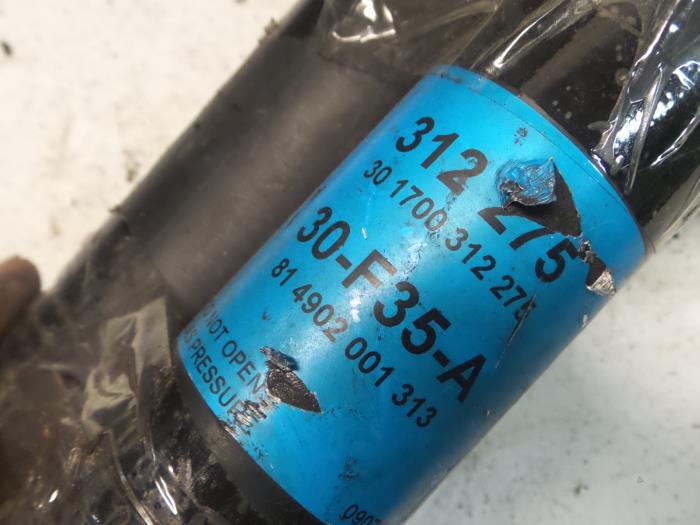 312 275
30 1700 312 275
30-F35-A
81 4902 001 313
NOT OPEN
PRESSURE